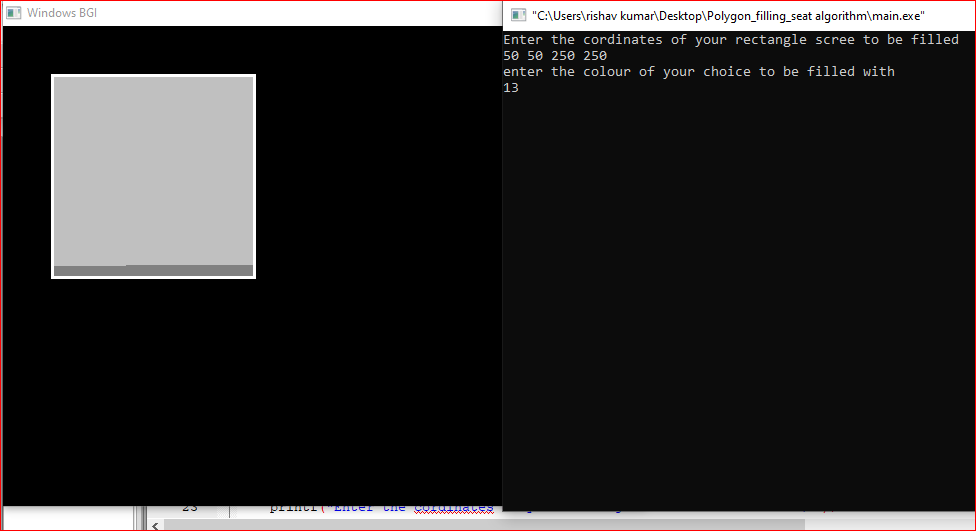 Windows BGI
"C:\Users\rishav kumar\Desktop\Polygon_filling_seat algorithm\main.exe"
Enter the cordinates of your rectangle scree to be filled
50 50 250 250
enter the colour of your choice to be filled with
13
23 printf("Enter the cordinates